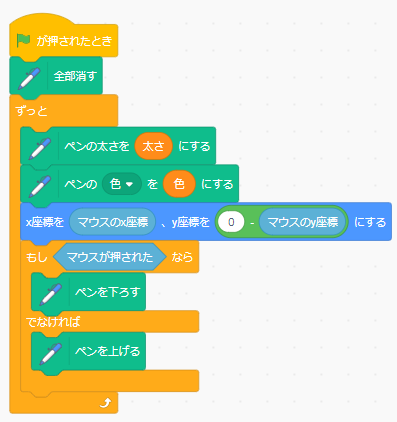 が押されたとき
全部消す
ずっと
ペンの太さを 太さ にする
ペンの 色 を 色 にする
x座標を マウスのx座標 、y座標を 0 - マウスのy座標 にする
もし マウスが押された なら
ペンを下ろす
でなければ
ペンを上げる